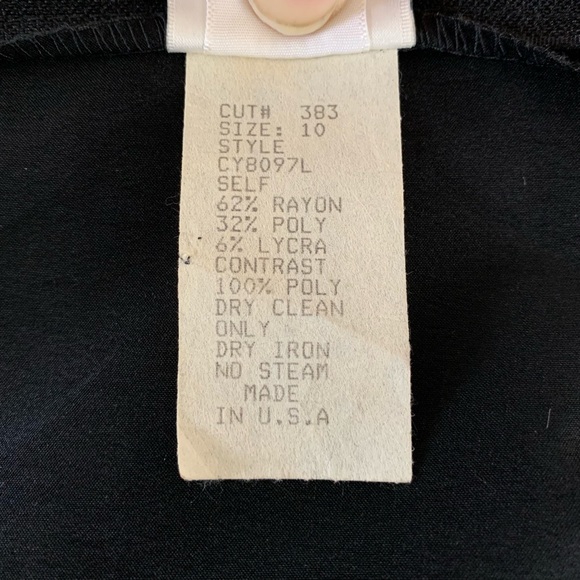 CUT# 383
SIZE: 10
STYLE
CY8097L
SELF
62% RAYON
32% POLY
6% LYCRA
CONTRAST
100% POLY
DRY CLEAN
ONLY
DRY IRON
NO STEAM
MADE
IN U.S.A